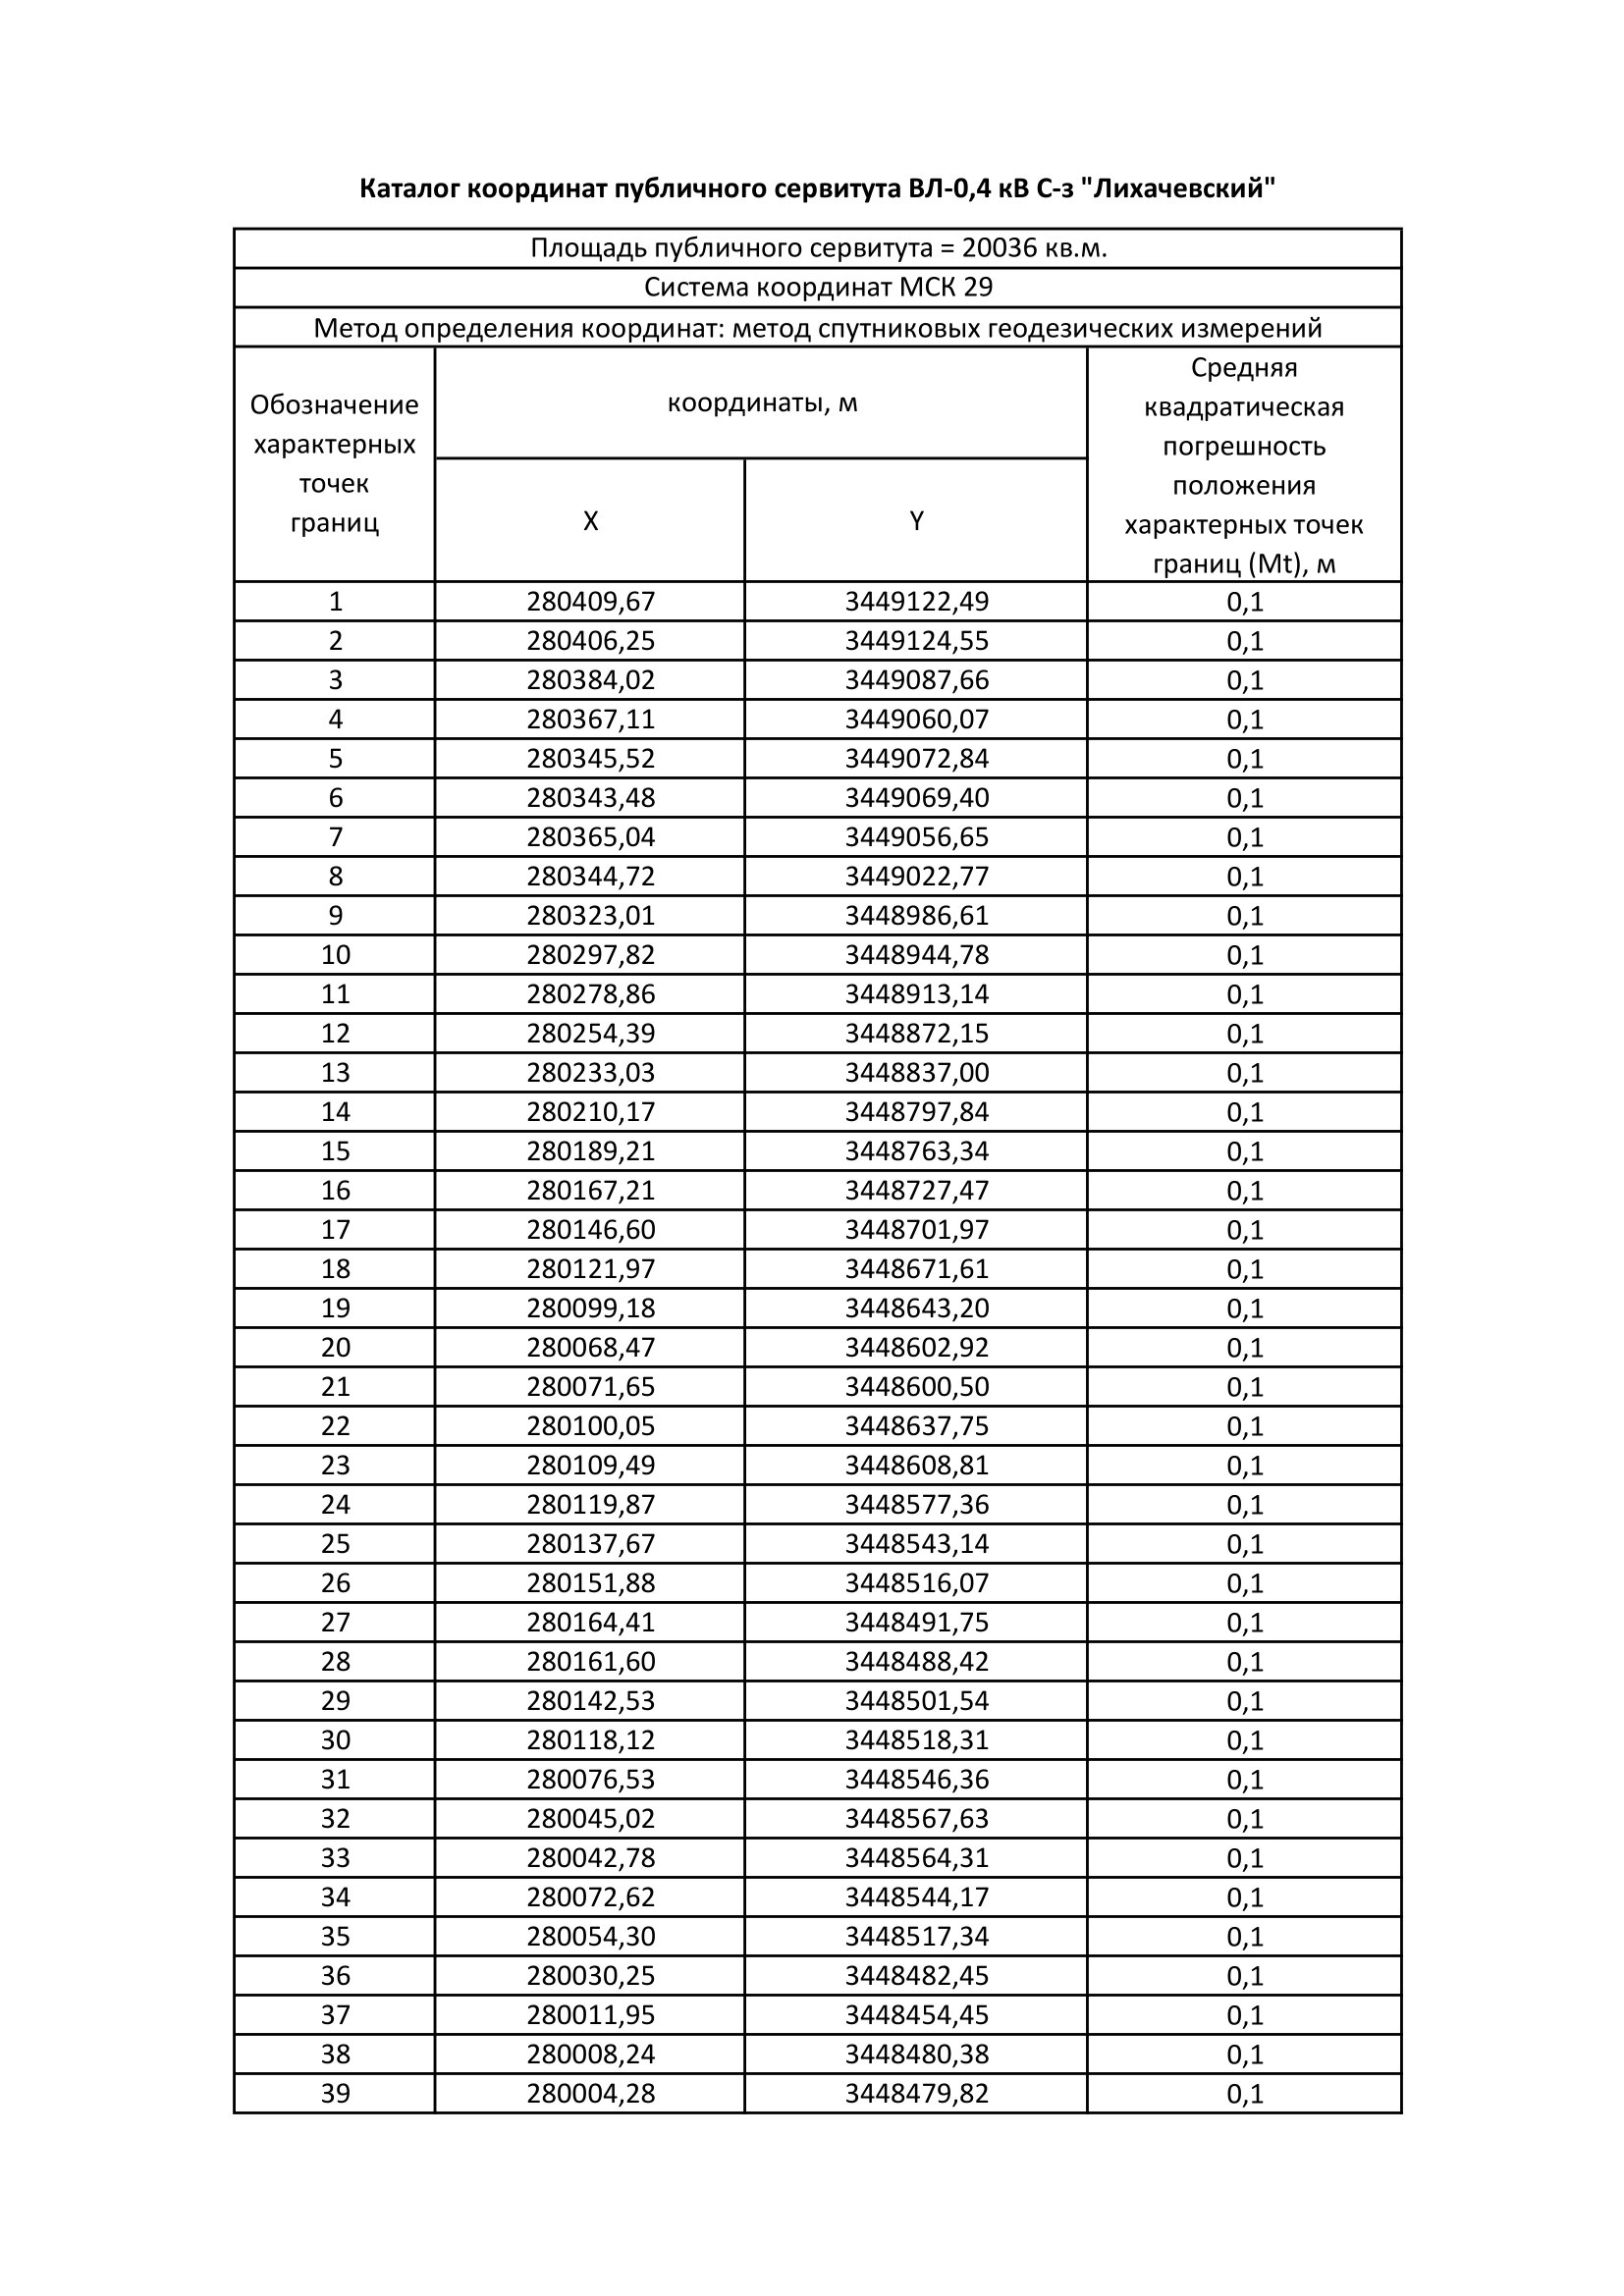 Каталог координат публичного сервитута ВЛ-0,4 кВ С-з "Лихачевский"
Площадь публичного сервитута = 20036 кв.м.
Система координат МСК 29
Метод определения координат: метод спутниковых геодезических измерений
Обозначение
характерных
точек
границ
координаты, м
X
Y
Средняя
квадратическая
погрешность
положения
характерных точек
границ (Mt), м
1 280409,67 3449122,49 0,1
2 280406,25 3449124,55 0,1
3 280384,02 3449087,66 0,1
4 280367,11 3449060,07 0,1
5 280345,52 3449072,84 0,1
6 280343,48 3449069,40 0,1
7 280365,04 3449056,65 0,1
8 280344,72 3449022,77 0,1
9 280323,01 3448986,61 0,1
10 280297,82 3448944,78 0,1
11 280278,86 3448913,14 0,1
12 280254,39 3448872,15 0,1
13 280233,03 3448837,00 0,1
14 280210,17 3448797,84 0,1
15 280189,21 3448763,34 0,1
16 280167,21 3448727,47 0,1
17 280146,60 3448701,97 0,1
18 280121,97 3448671,61 0,1
19 280099,18 3448643,20 0,1
20 280068,47 3448602,92 0,1
21 280071,65 3448600,50 0,1
22 280100,05 3448637,75 0,1
23 280109,49 3448608,81 0,1
24 280119,87 3448577,36 0,1
25 280137,67 3448543,14 0,1
26 280151,88 3448516,07 0,1
27 280164,41 3448491,75 0,1
28 280161,60 3448488,42 0,1
29 280142,53 3448501,54 0,1
30 280118,12 3448518,31 0,1
31 280076,53 3448546,36 0,1
32 280045,02 3448567,63 0,1
33 280042,78 3448564,31 0,1
34 280072,62 3448544,17 0,1
35 280054,30 3448517,34 0,1
36 280030,25 3448482,45 0,1
37 280011,95 3448454,45 0,1
38 280008,24 3448480,38 0,1
39 280004,28 3448479,82 0,1